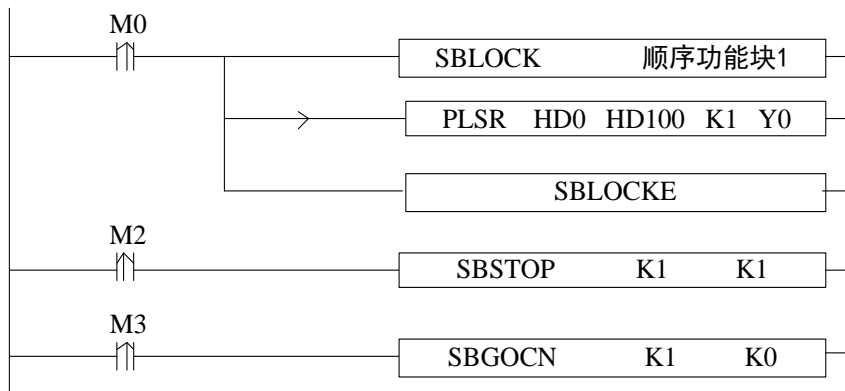 M0
SBLOCK 顺序功能块1
PLSR HD0 HD100 K1 Y0
SBLOCKE
M2
SBSTOP K1 K1
M3
SBGOCN K1 K0